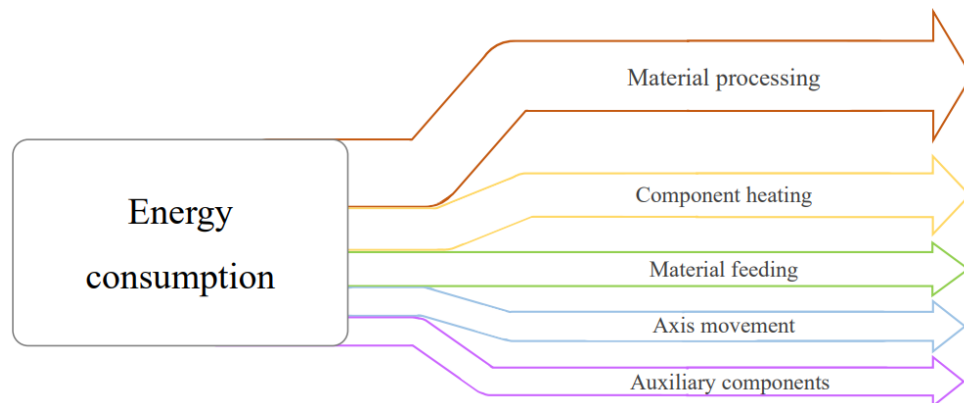 Energy
consumption
Material processing
Component heating
Material feeding
Axis movement
Auxiliary components